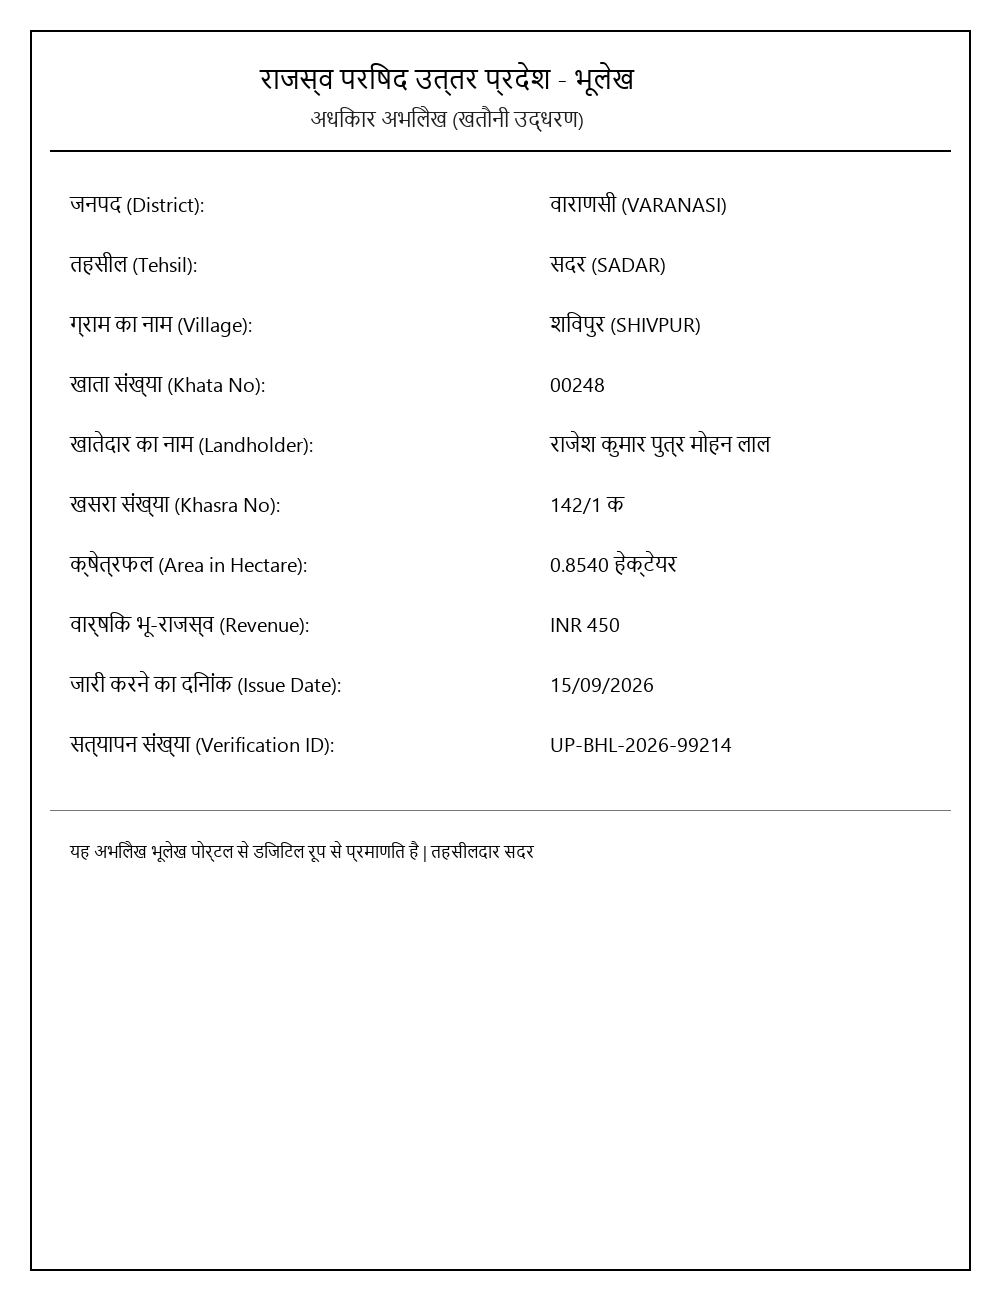 राजस्व परिषद उत्तर प्रदेश - भूलेख
अधिकार अभिलेख (खतौनी उद्धरण)
जनपद (District): वाराणसी (VARANASI)
तहसील (Tehsil): सदर (SADAR)
ग्राम का नाम (Village): शिवपुर (SHIVPUR)
खाता संख्या (Khata No): 00248
खातेदार का नाम (Landholder): राजेश कुमार पुत्र मोहन लाल
खसरा संख्या (Khasra No): 142/1 क
क्षेत्रफल (Area in Hectare): 0.8540 हेक्टेयर
वार्षिक भू-राजस्व (Revenue): INR 450
जारी करने का दिनांक (Issue Date): 15/09/2026
सत्यापन संख्या (Verification ID): UP-BHL-2026-99214
यह अभिलेख भूलेख पोर्टल से डिजिटल रूप से प्रमाणित है | तहसीलदार सदर